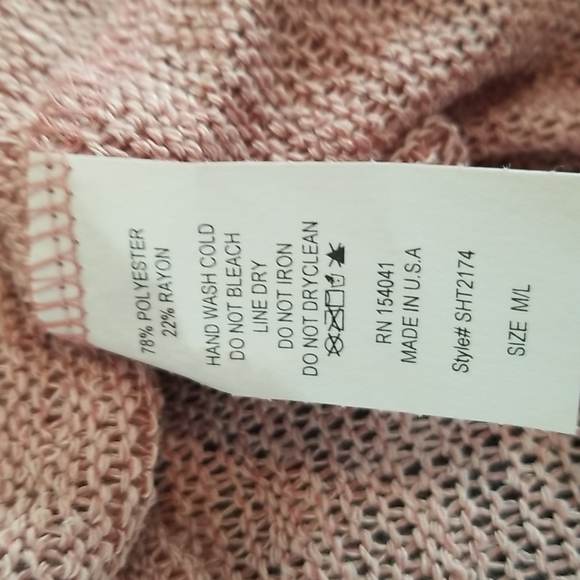 78% POLYESTER
22% RAYON
HAND WASH COLD
DO NOT BLEACH
LINE DRY
DO NOT IRON
DO NOT DRYCLEAN
RN 154041
MADE IN U.S.A
Style# SHT2174
SIZE M/L